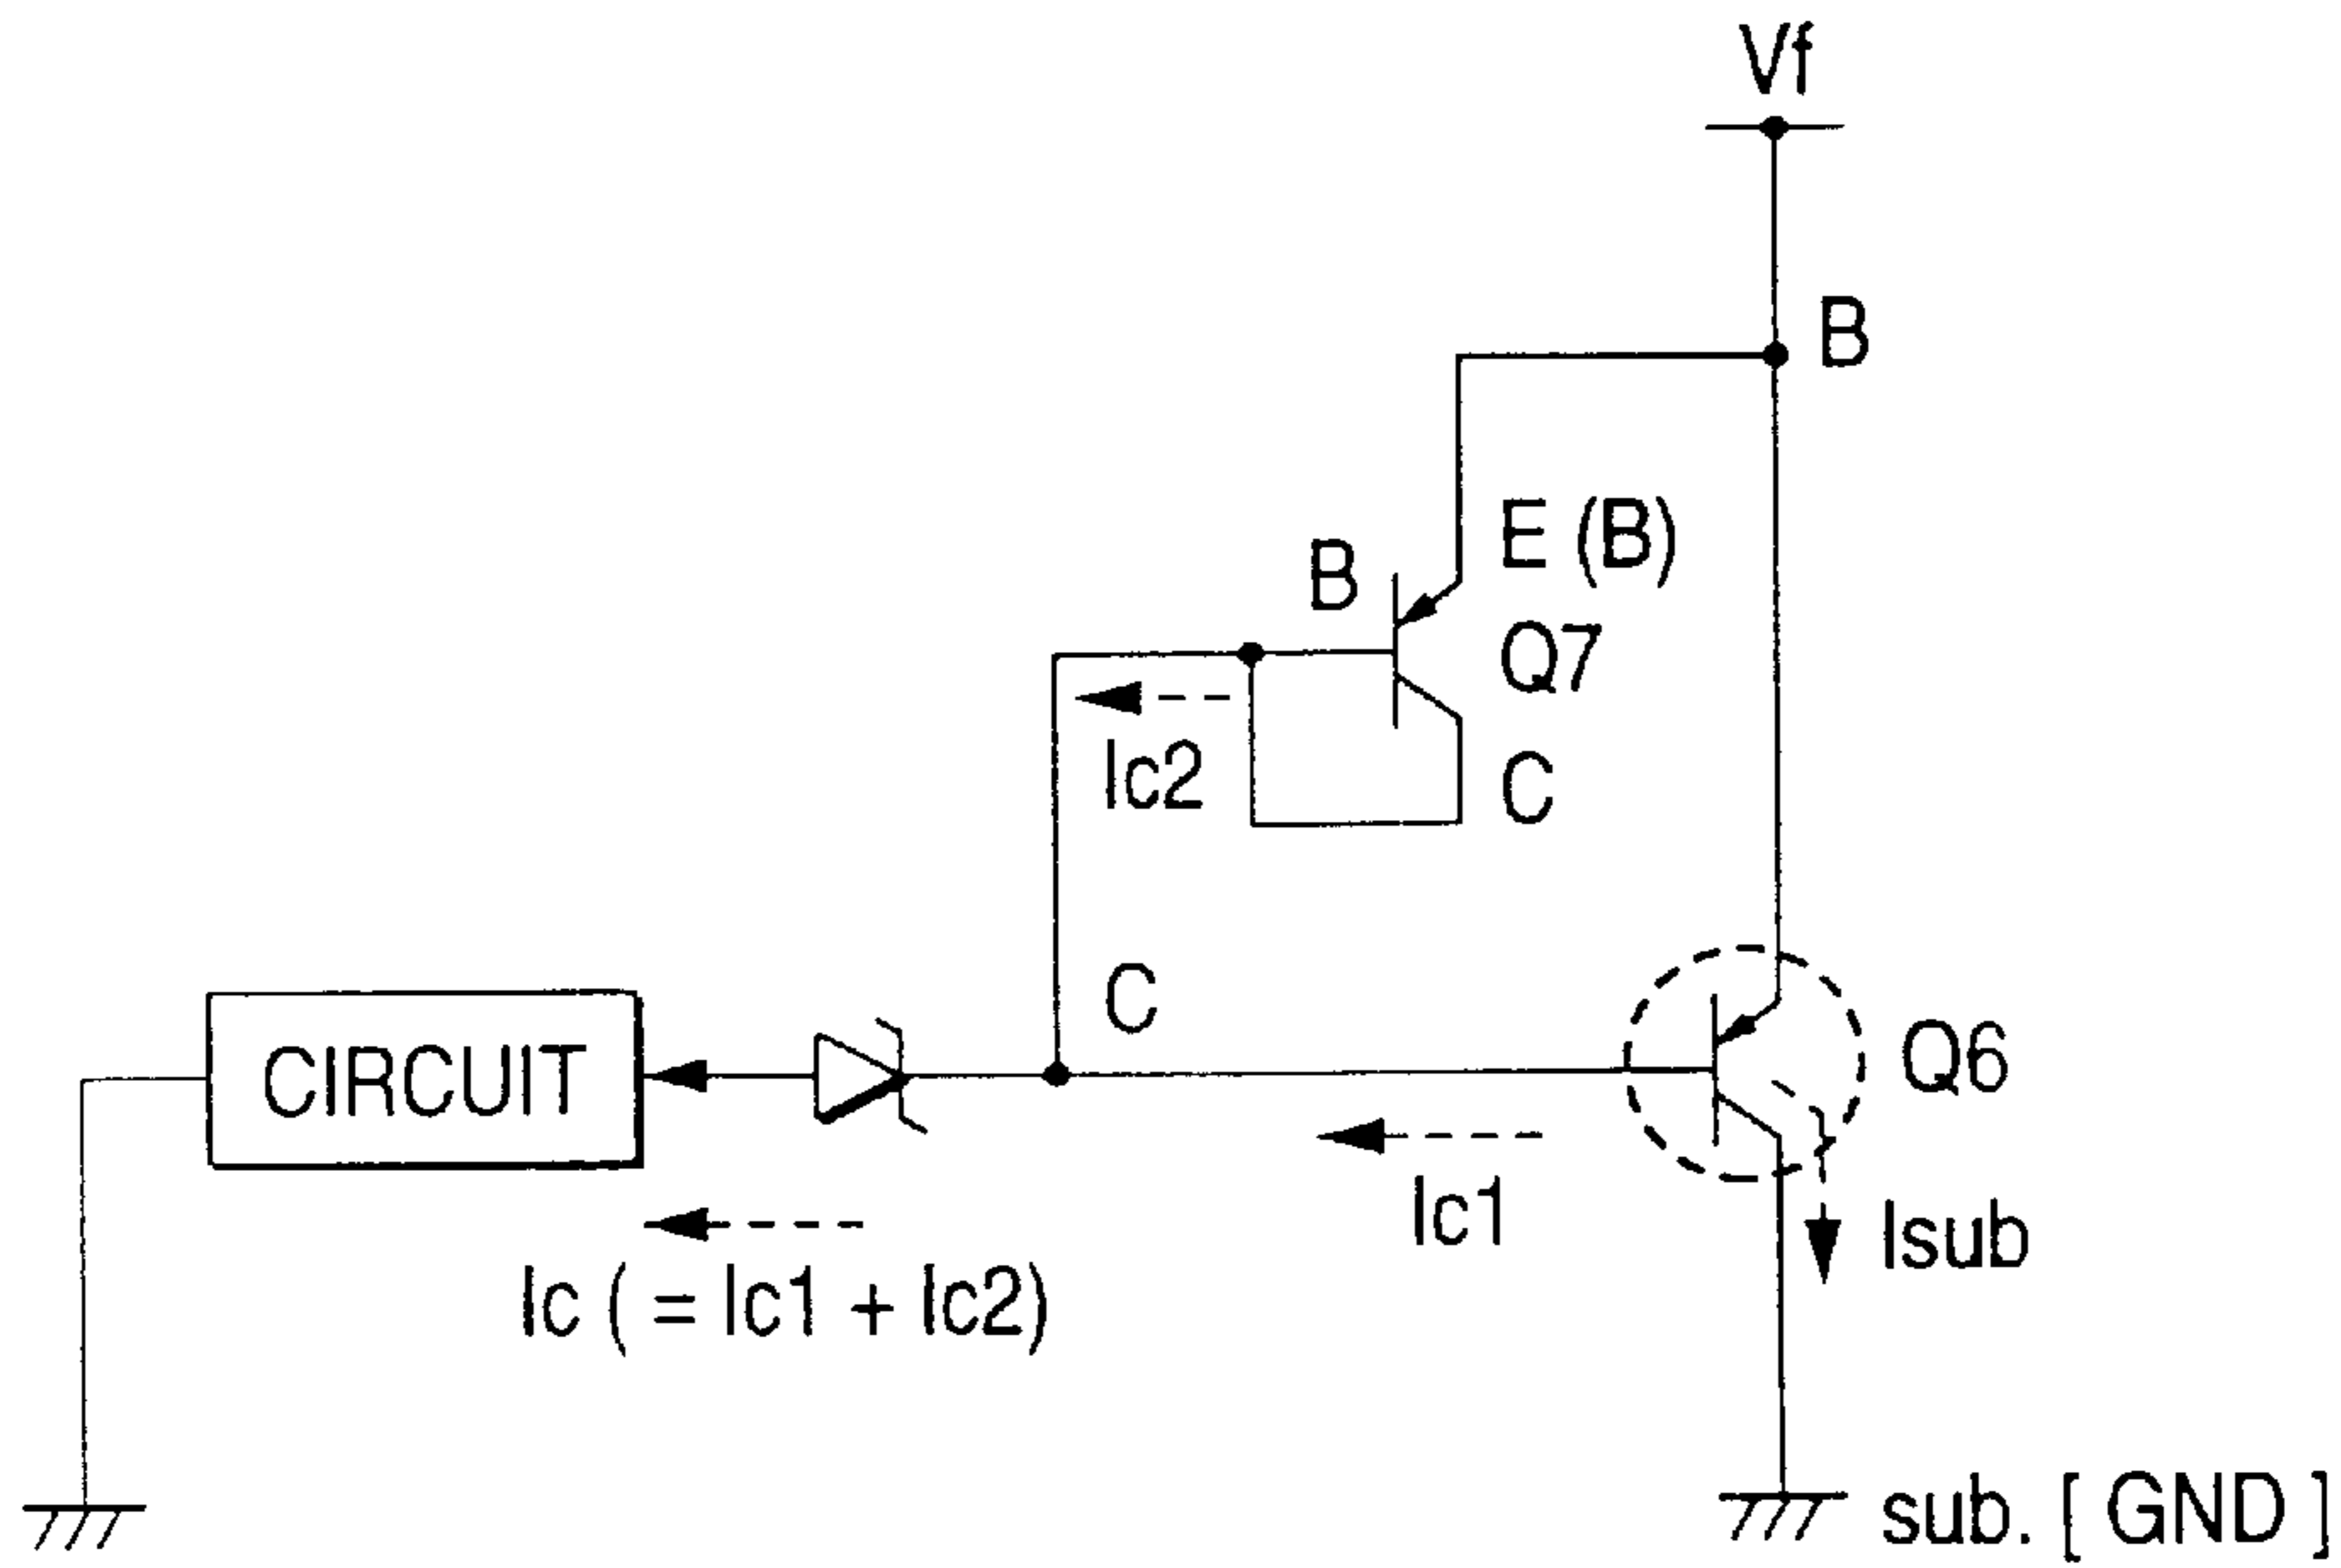 Vf
B
E (B)
B
Q7
Ic2
C
C
CIRCUIT
Q6
Ic1
Isub
Ic ( = Ic1 + Ic2)
sub. [ GND ]